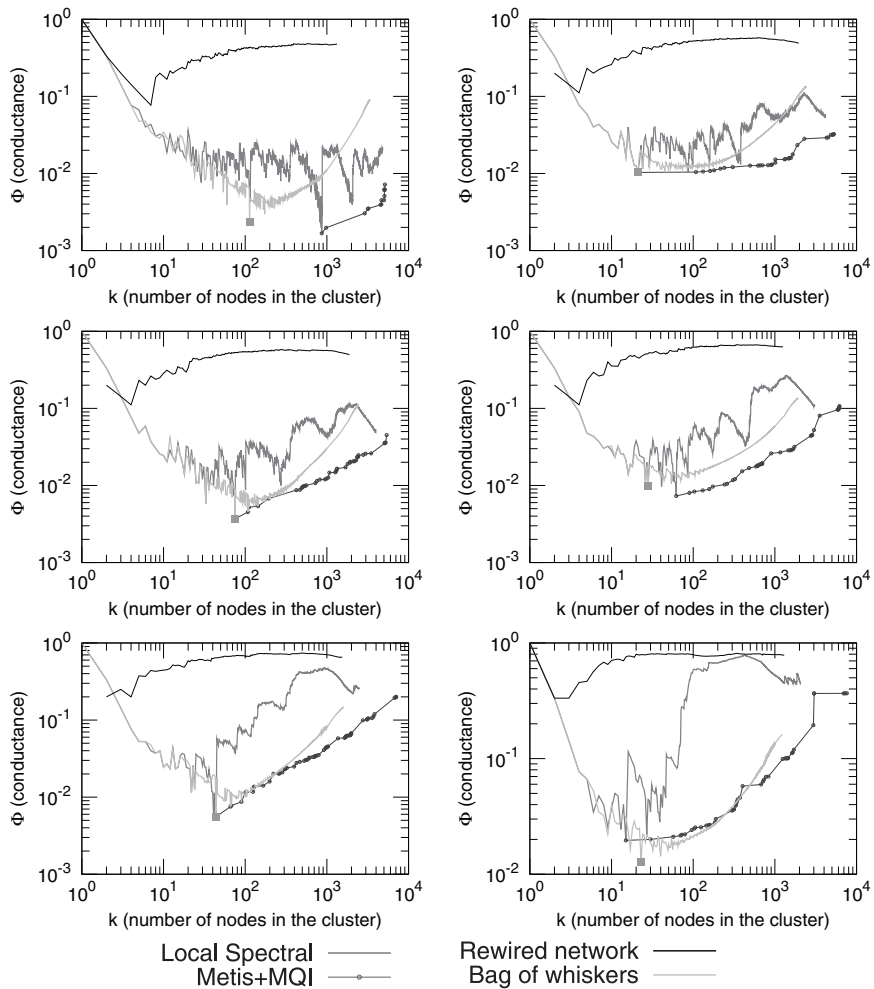 10^0
10^-1
10^-2
10^-3
Φ (conductance)
10^0 10^1 10^2 10^3 10^4
k (number of nodes in the cluster)
10^0
10^-1
10^-2
10^-3
Φ (conductance)
10^0 10^1 10^2 10^3 10^4
k (number of nodes in the cluster)
10^0
10^-1
10^-2
10^-3
Φ (conductance)
10^0 10^1 10^2 10^3 10^4
k (number of nodes in the cluster)
10^0
10^-1
10^-2
10^-3
Φ (conductance)
10^0 10^1 10^2 10^3 10^4
k (number of nodes in the cluster)
10^0
10^-1
10^-2
10^-3
Φ (conductance)
10^0 10^1 10^2 10^3 10^4
k (number of nodes in the cluster)
10^0
10^-1
10^-2
Φ (conductance)
10^0 10^1 10^2 10^3 10^4
k (number of nodes in the cluster)
Local Spectral
Metis+MQI
Rewired network
Bag of whiskers